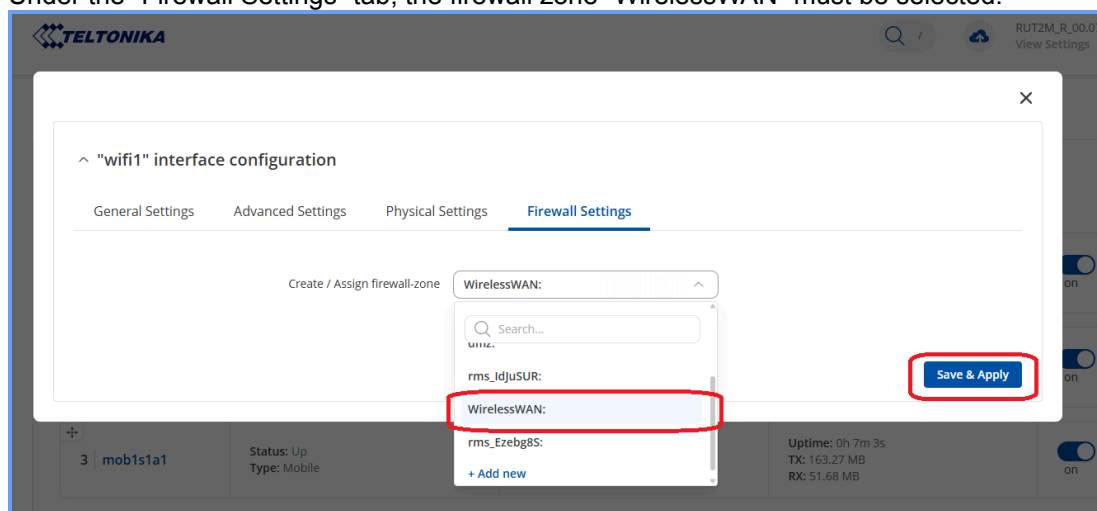 Under the "Firewall Settings" tab, the firewall zone "WirelessWAN" must be selected.
TELTONIKA
/
RUT2M_R_00.0
View Settings
"wifi1" interface configuration
General Settings Advanced Settings Physical Settings Firewall Settings
Create / Assign firewall-zone WirelessWAN:
Search...
rms_IdJuSUR:
WirelessWAN:
rms_Ezebg8S:
+ Add new
Save & Apply
on
on
3 mob1s1a1
Status: Up
Type: Mobile
Uptime: 0h 7m 3s
TX: 163.27 MB
RX: 51.68 MB
on